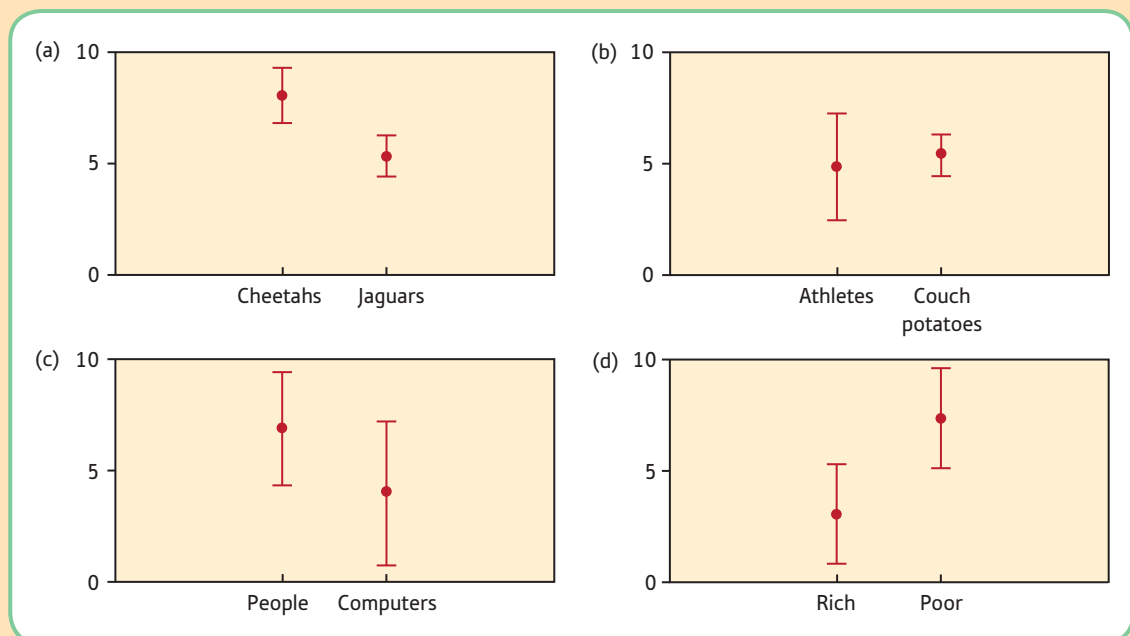 (a) 10
5
0
Cheetahs Jaguars
(b) 10
5
0
Athletes Couch
potatoes
(c) 10
5
0
People Computers
(d) 10
5
0
Rich Poor